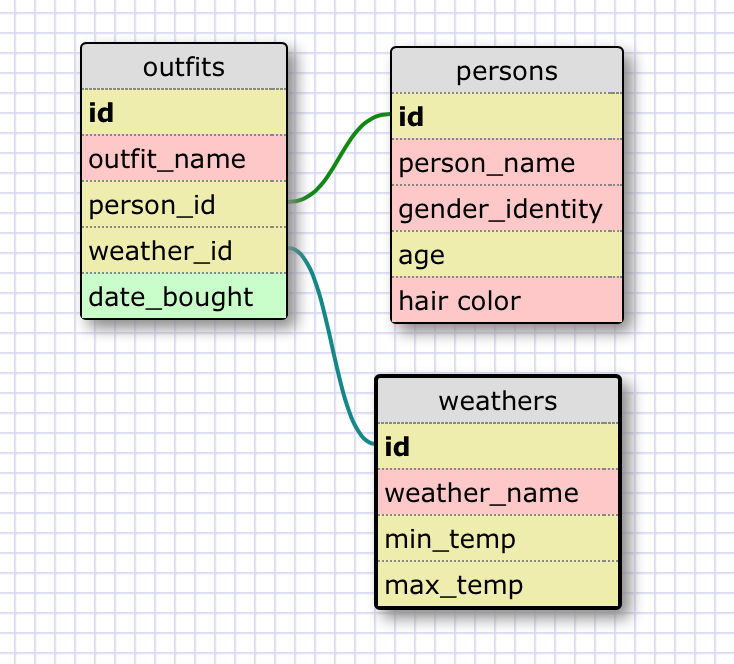 outfits
id
outfit_name
person_id
weather_id
date_bought
persons
id
person_name
gender_identity
age
hair color
weathers
id
weather_name
min_temp
max_temp